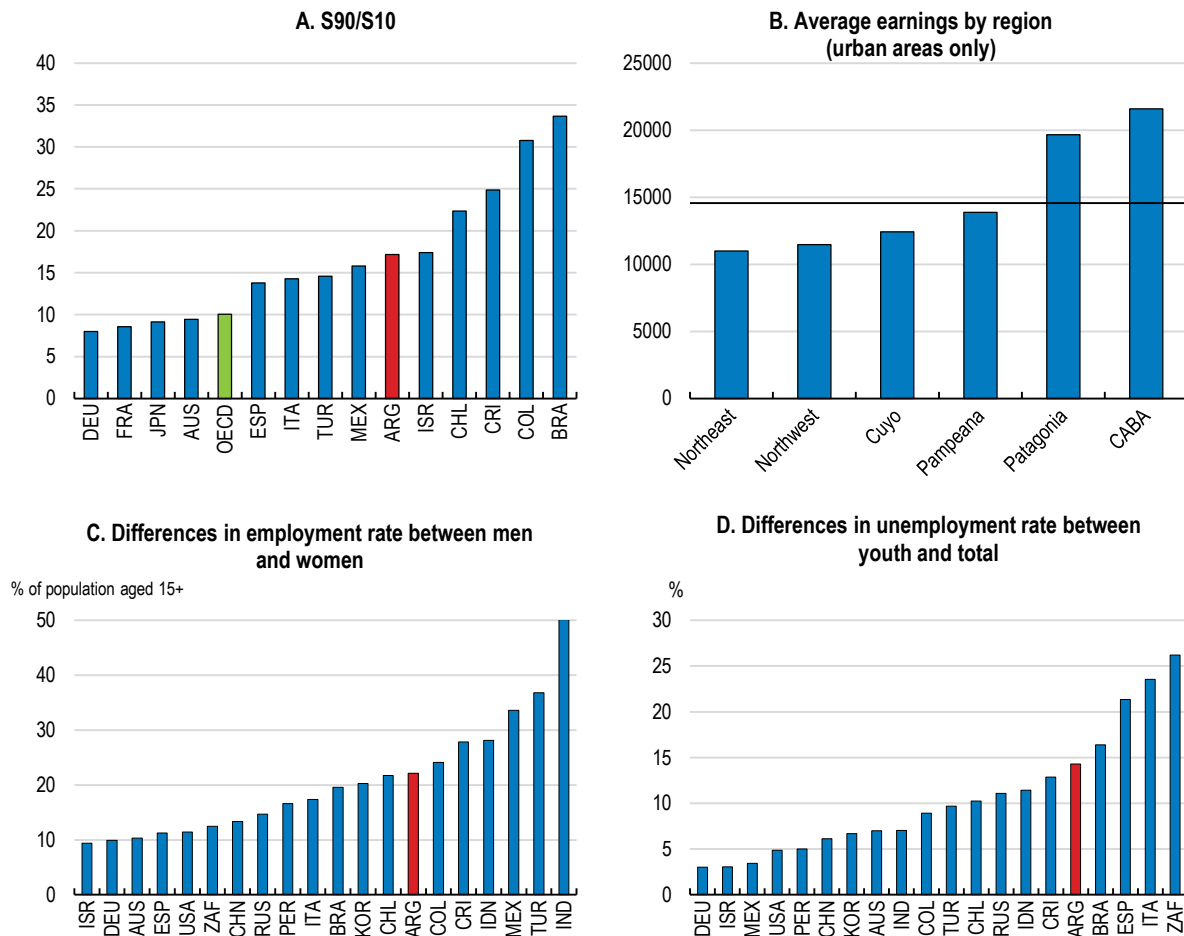 A. S90/S10
40
35
30
25
20
15
10
5
0
DEU
FRA
JPN
AUS
OECD
ESP
ITA
TUR
MEX
ARG
ISR
CHL
CRI
COL
BRA
B. Average earnings by region
(urban areas only)
25000
20000
15000
10000
5000
0
Northeast
Northwest
Cuyo
Pampeana
Patagonia
CABA
C. Differences in employment rate between men
and women
% of population aged 15+
50
40
30
20
10
0
ISR
DEU
AUS
ESP
USA
ZAF
CHN
RUS
PER
ITA
BRA
KOR
CHL
ARG
COL
CRI
IDN
MEX
TUR
IND
D. Differences in unemployment rate between
youth and total
%
30
25
20
15
10
5
0
DEU
ISR
MEX
USA
PER
CHN
KOR
AUS
IND
COL
TUR
CHL
RUS
IDN
CRI
ARG
BRA
ESP
ITA
ZAF